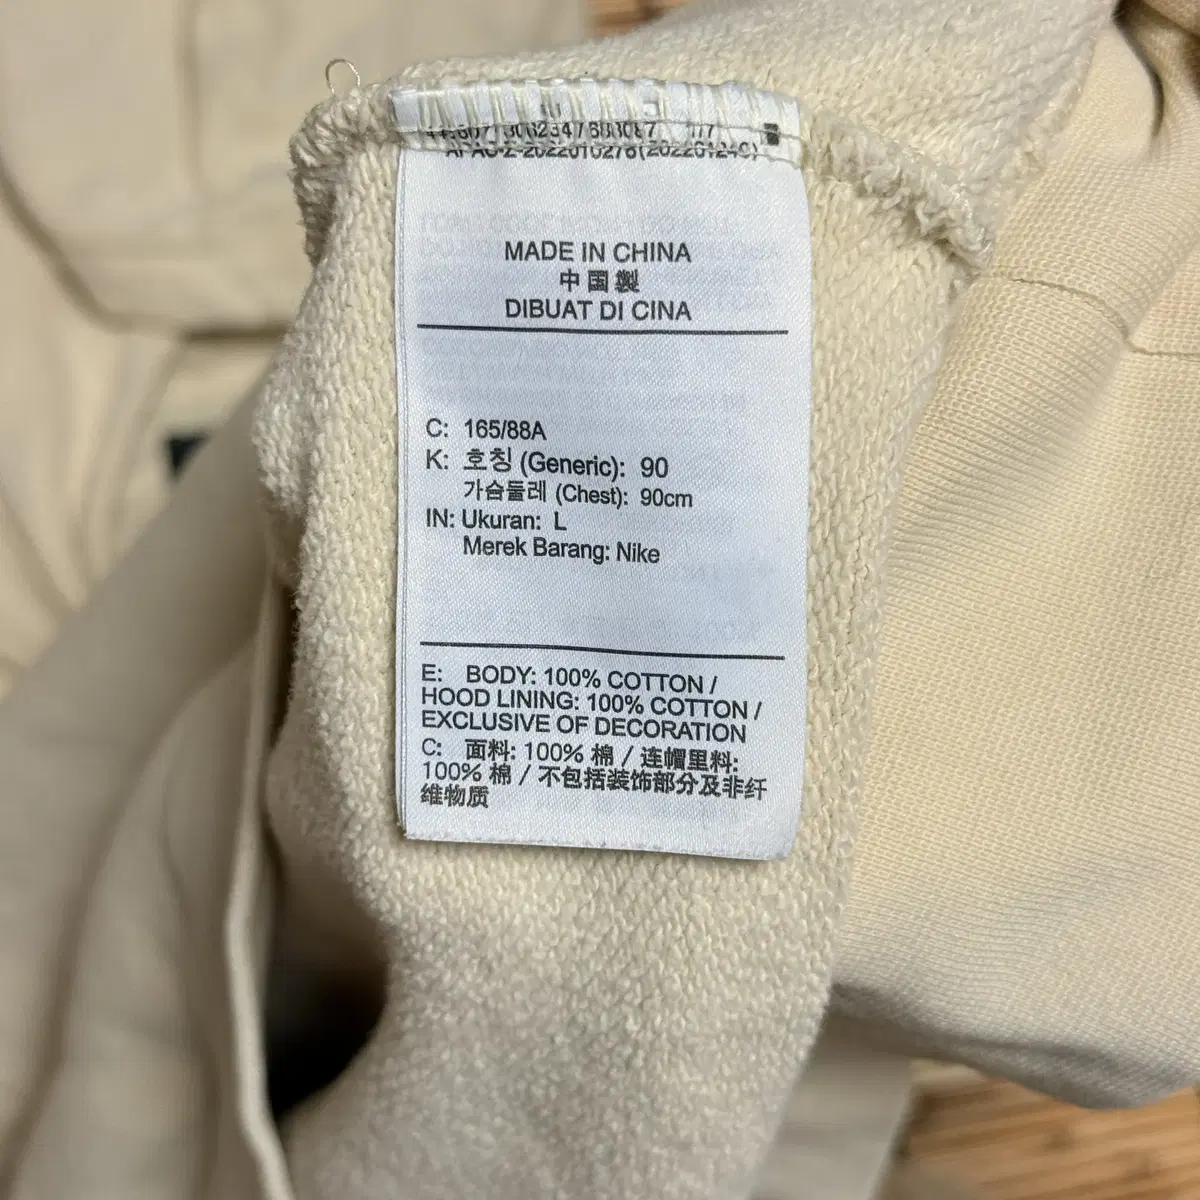 MADE IN CHINA
中国製
DIBUAT DI CINA
C: 165/88A
K: 호칭 (Generic): 90
가슴둘레 (Chest): 90cm
IN: Ukuran: L
Merek Barang: Nike
E: BODY: 100% COTTON /
HOOD LINING: 100% COTTON /
EXCLUSIVE OF DECORATION
C: 面料: 100% 棉 / 连帽里料:
100% 棉 / 不包括装饰部分及非纤
维物质